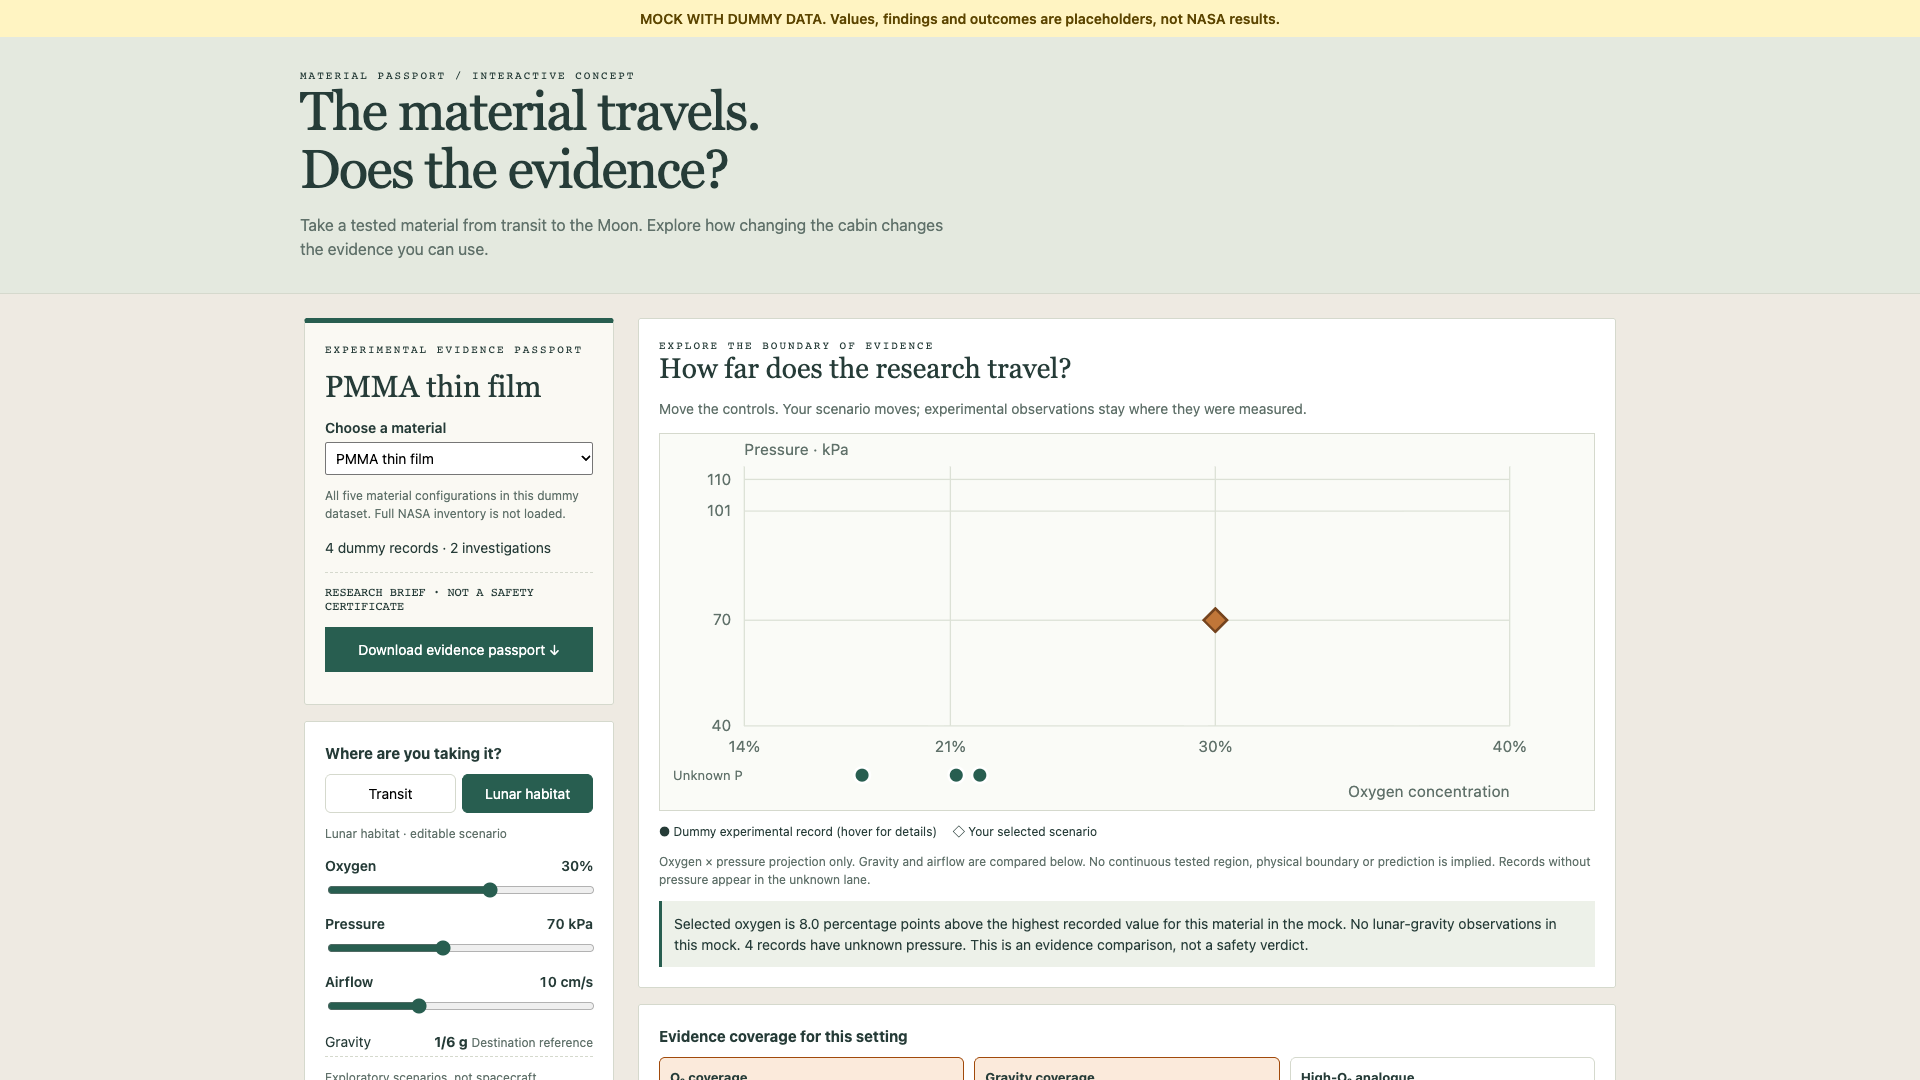 MOCK WITH DUMMY DATA. Values, findings and outcomes are placeholders, not NASA results.
MATERIAL PASSPORT / INTERACTIVE CONCEPT
The material travels.
Does the evidence?
Take a tested material from transit to the Moon. Explore how changing the cabin changes
the evidence you can use.
EXPERIMENTAL EVIDENCE PASSPORT
PMMA thin film
Choose a material
PMMA thin film
All five material configurations in this dummy
dataset. Full NASA inventory is not loaded.
4 dummy records · 2 investigations
RESEARCH BRIEF · NOT A SAFETY
CERTIFICATE
Download evidence passport ↓
Where are you taking it?
Transit
Lunar habitat
Lunar habitat · editable scenario
Oxygen 30%
Pressure 70 kPa
Airflow 10 cm/s
Gravity 1/6 g Destination reference
Exploratory scenarios, not spacecraft
EXPLORE THE BOUNDARY OF EVIDENCE
How far does the research travel?
Move the controls. Your scenario moves; experimental observations stay where they were measured.
Pressure · kPa
110
101
70
40
14% 21% 30% 40%
Unknown P
Oxygen concentration
Dummy experimental record (hover for details) Your selected scenario
Oxygen × pressure projection only. Gravity and airflow are compared below. No continuous tested region, physical boundary or prediction is implied. Records without
pressure appear in the unknown lane.
Selected oxygen is 8.0 percentage points above the highest recorded value for this material in the mock. No lunar-gravity observations in
this mock. 4 records have unknown pressure. This is an evidence comparison, not a safety verdict.
Evidence coverage for this setting
O₂ coverage
Gravity coverage
High-O₂ analogue